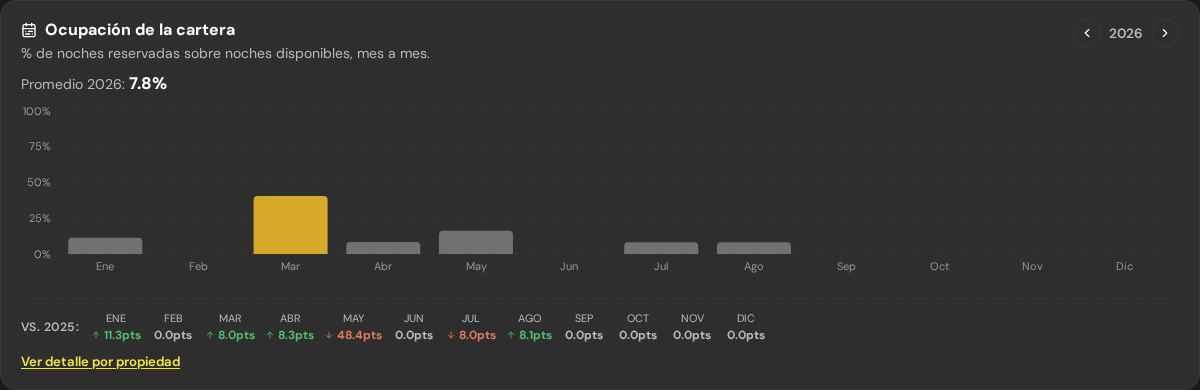 Ocupación de la cartera
2026
% de noches reservadas sobre noches disponibles, mes a mes.
Promedio 2026: 7.8%
100%
75%
50%
25%
0%
Ene Feb Mar Abr May Jun Jul Ago Sep Oct Nov Dic
ENE FEB MAR ABR MAY JUN JUL AGO SEP OCT NOV DIC
VS. 2025:
↑ 11.3pts 0.0pts ↑ 8.0pts ↑ 8.3pts ↓ 48.4pts 0.0pts ↓ 8.0pts ↑ 8.1pts 0.0pts 0.0pts 0.0pts 0.0pts
Ver detalle por propiedad